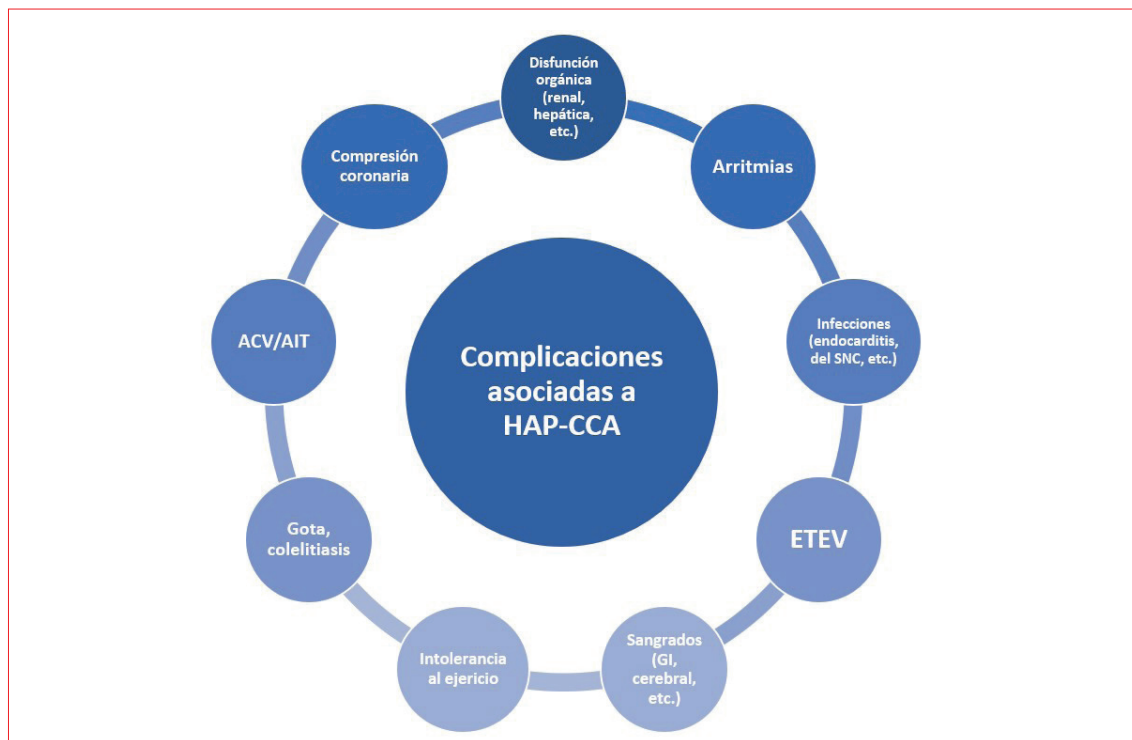 Disfunción
orgánica
(renal,
hepática,
etc.)
Arritmias
Infecciones
(endocarditis,
del SNC, etc.)
ETEV
Sangrados
(GI,
cerebral,
etc.)
Intolerancia
al ejericio
Gota,
colelitiasis
ACV/AIT
Compresión
coronaria
Complicaciones
asociadas a
HAP-CCA